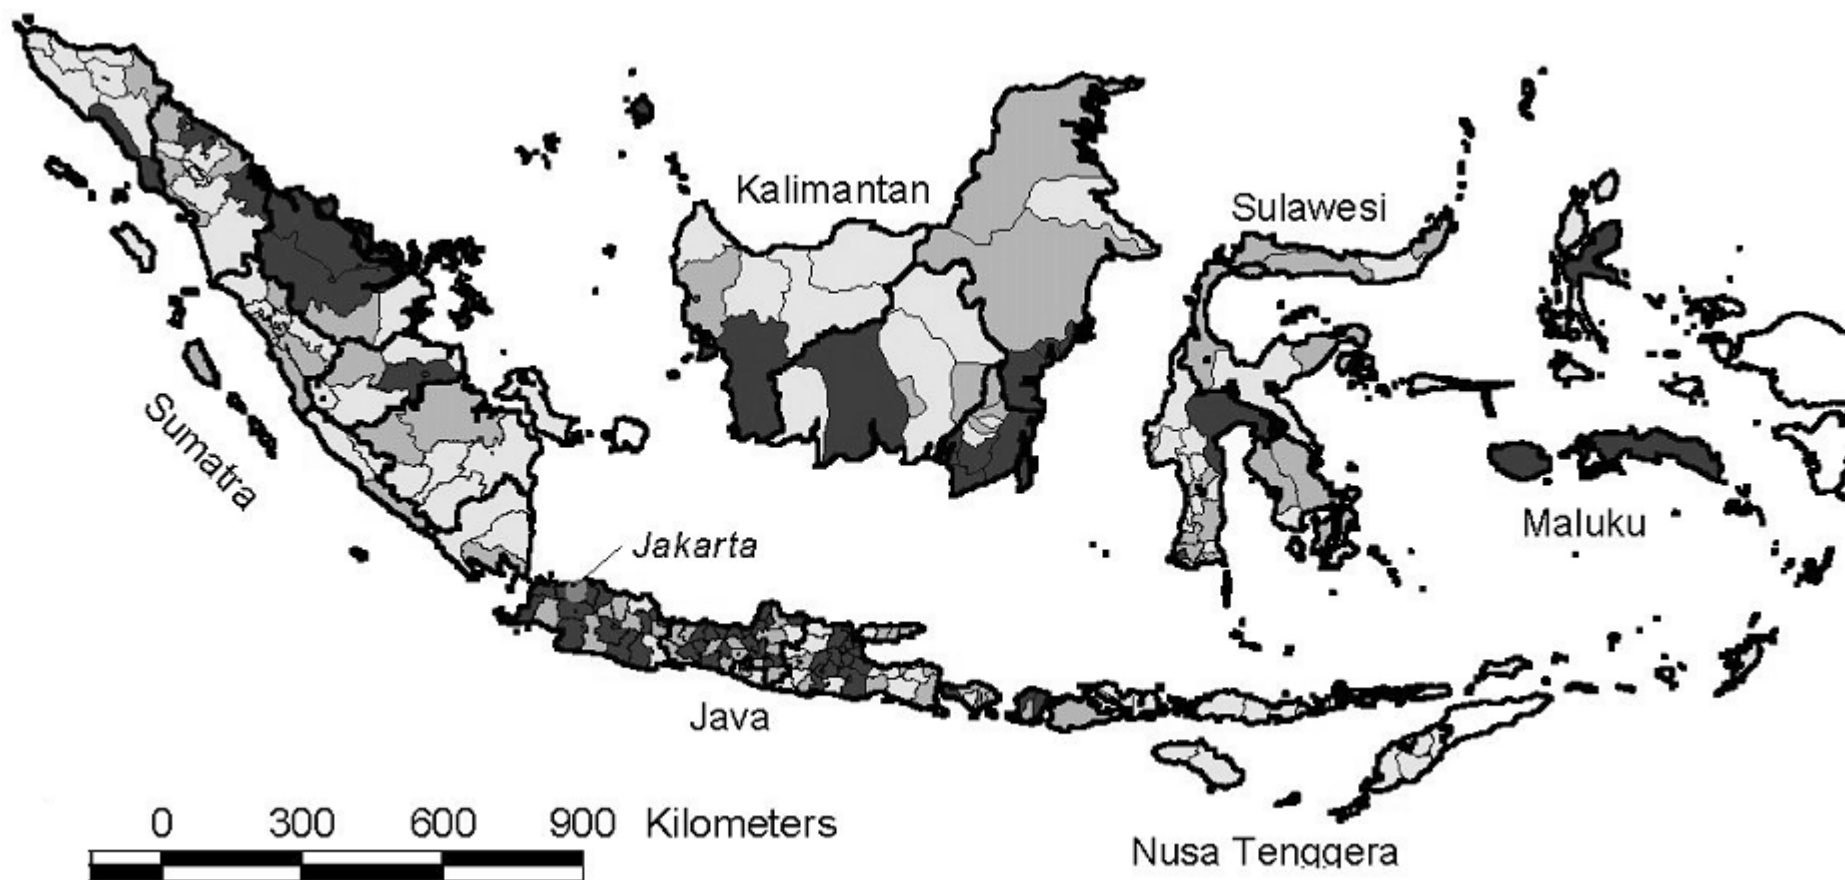 Kalimantan
Sulawesi
Sumatra
Maluku
Jakarta
Java
0 300 600 900 Kilometers
Nusa Tenggera